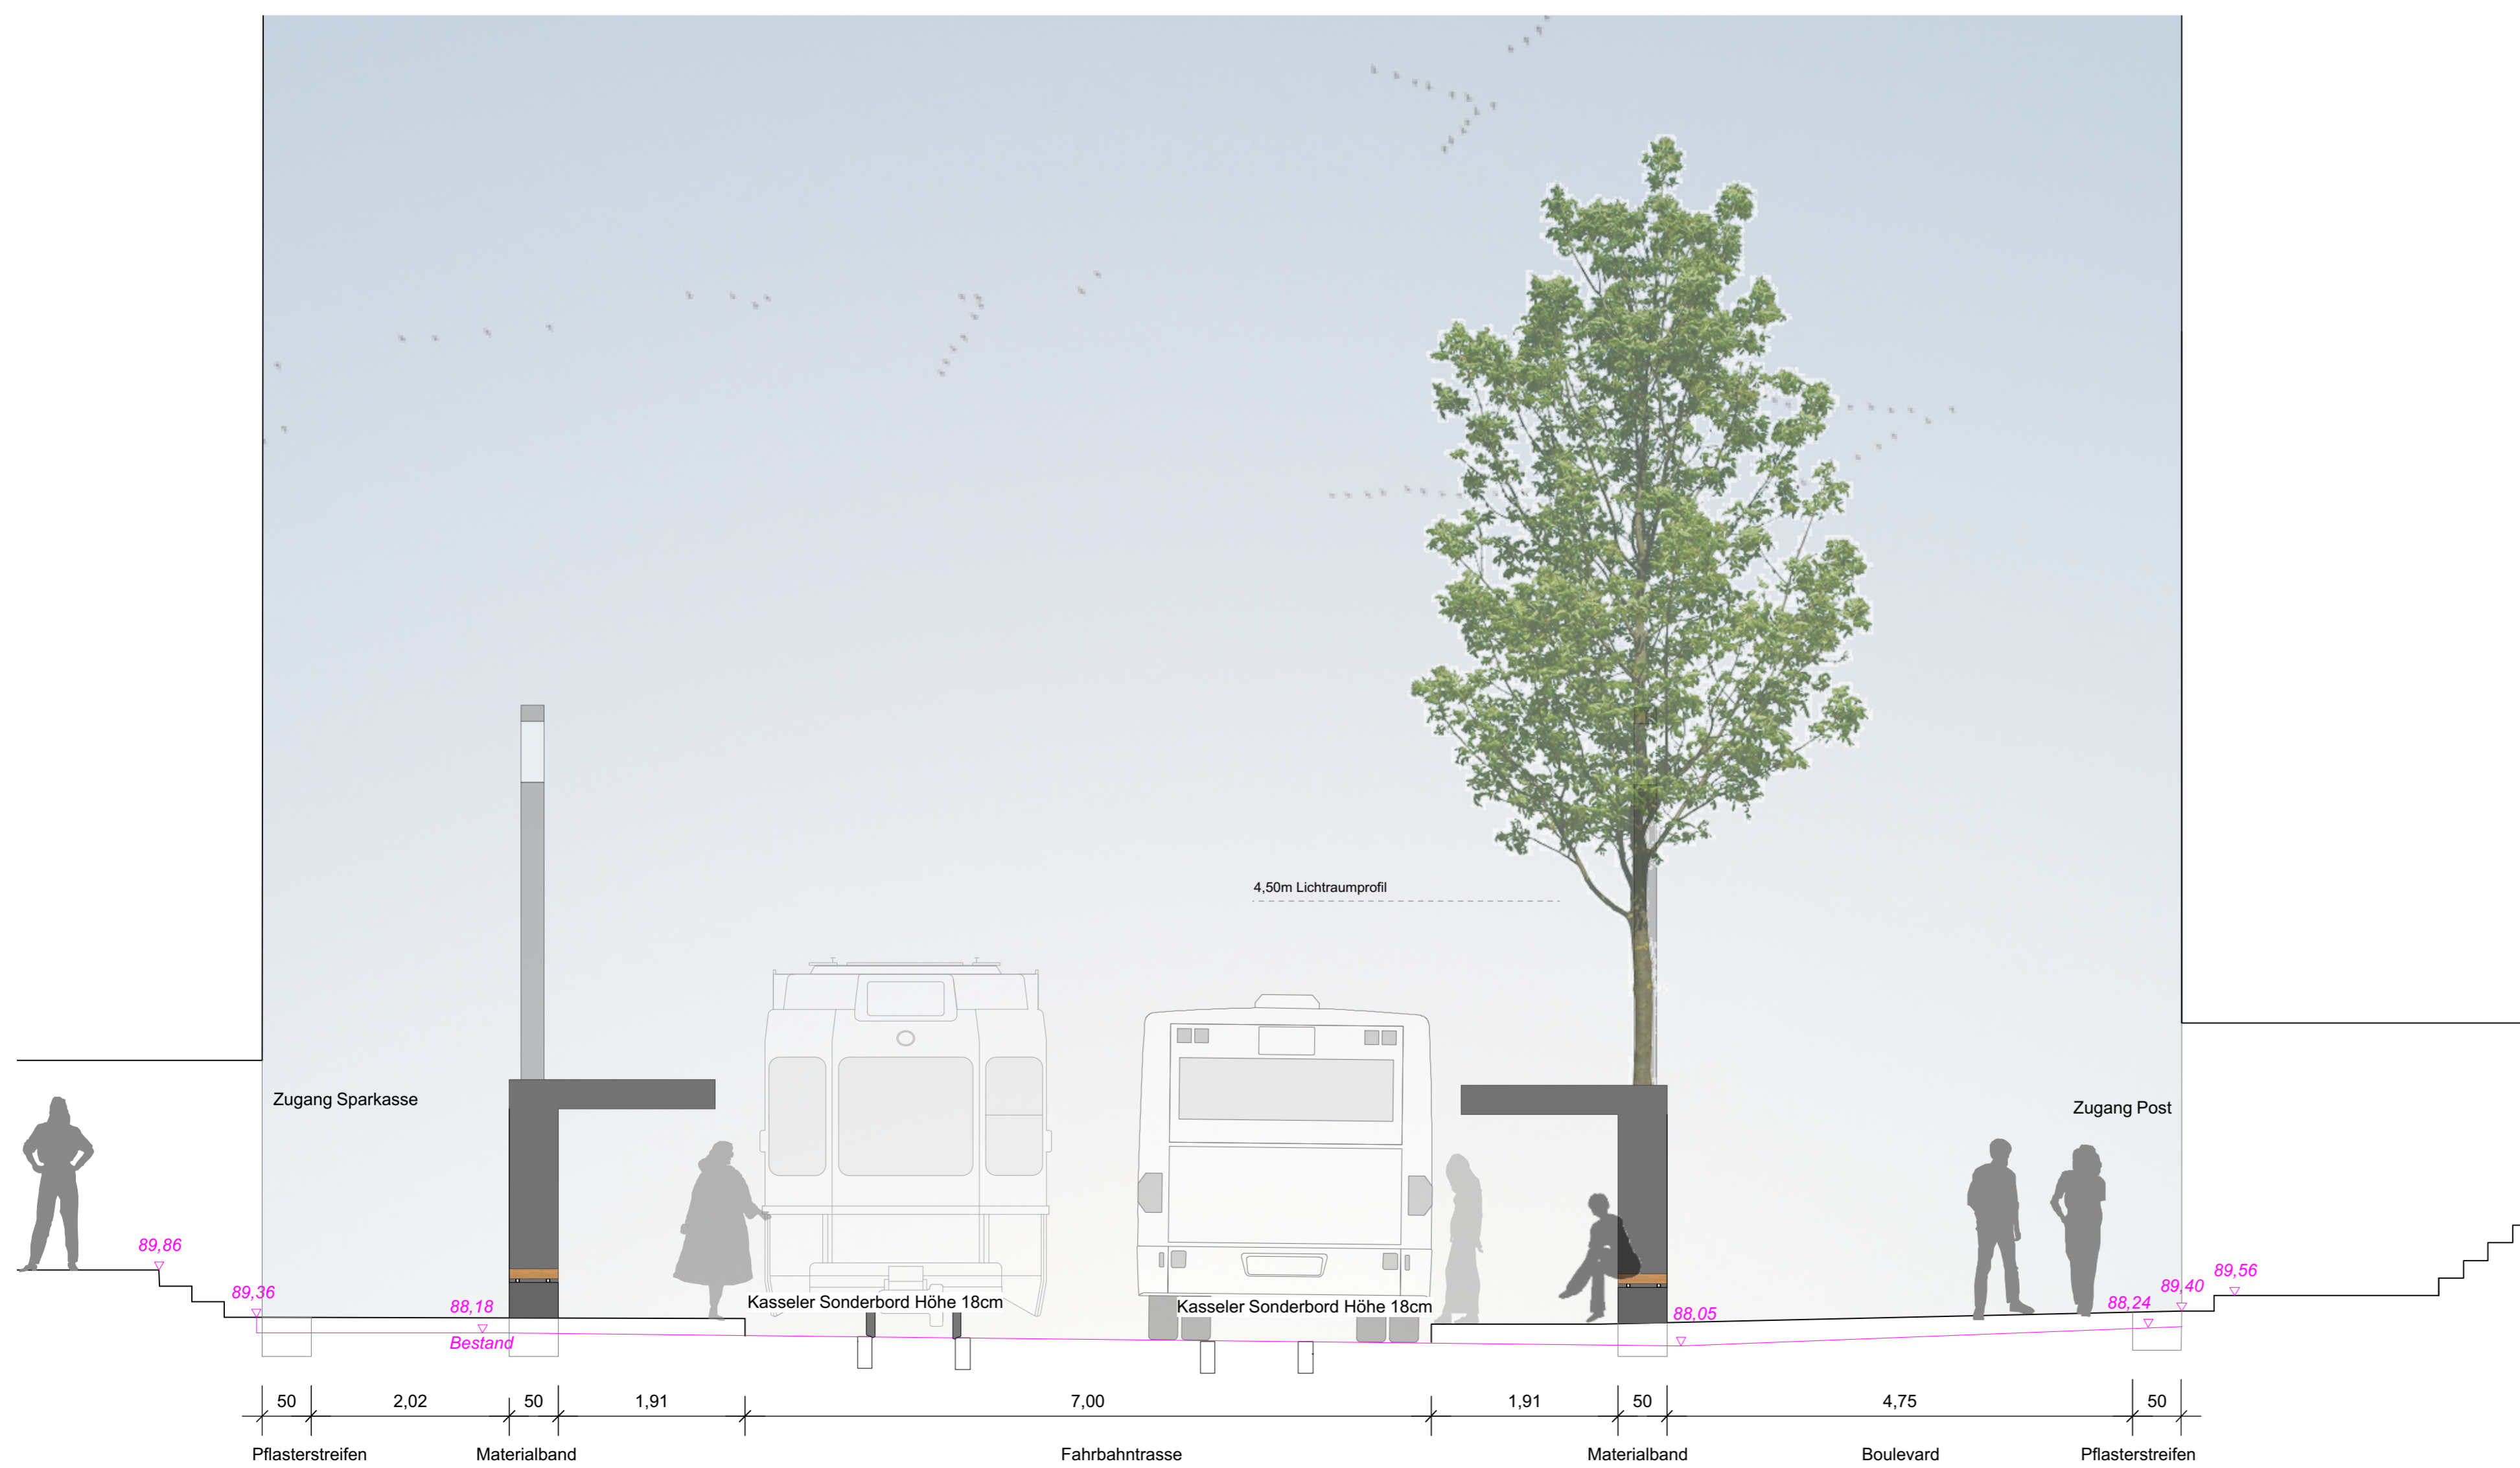 4,50m Lichtraumprofil
Zugang Sparkasse
Zugang Post
89,86
89,36
88,18
Bestand
Kasseler Sonderbord Höhe 18cm
Kasseler Sonderbord Höhe 18cm
88,05
88,24
89,40
89,56
50 2,02 50 1,91 7,00 1,91 50 4,75 50
Pflasterstreifen Materialband Fahrbahntrasse Materialband Boulevard Pflasterstreifen